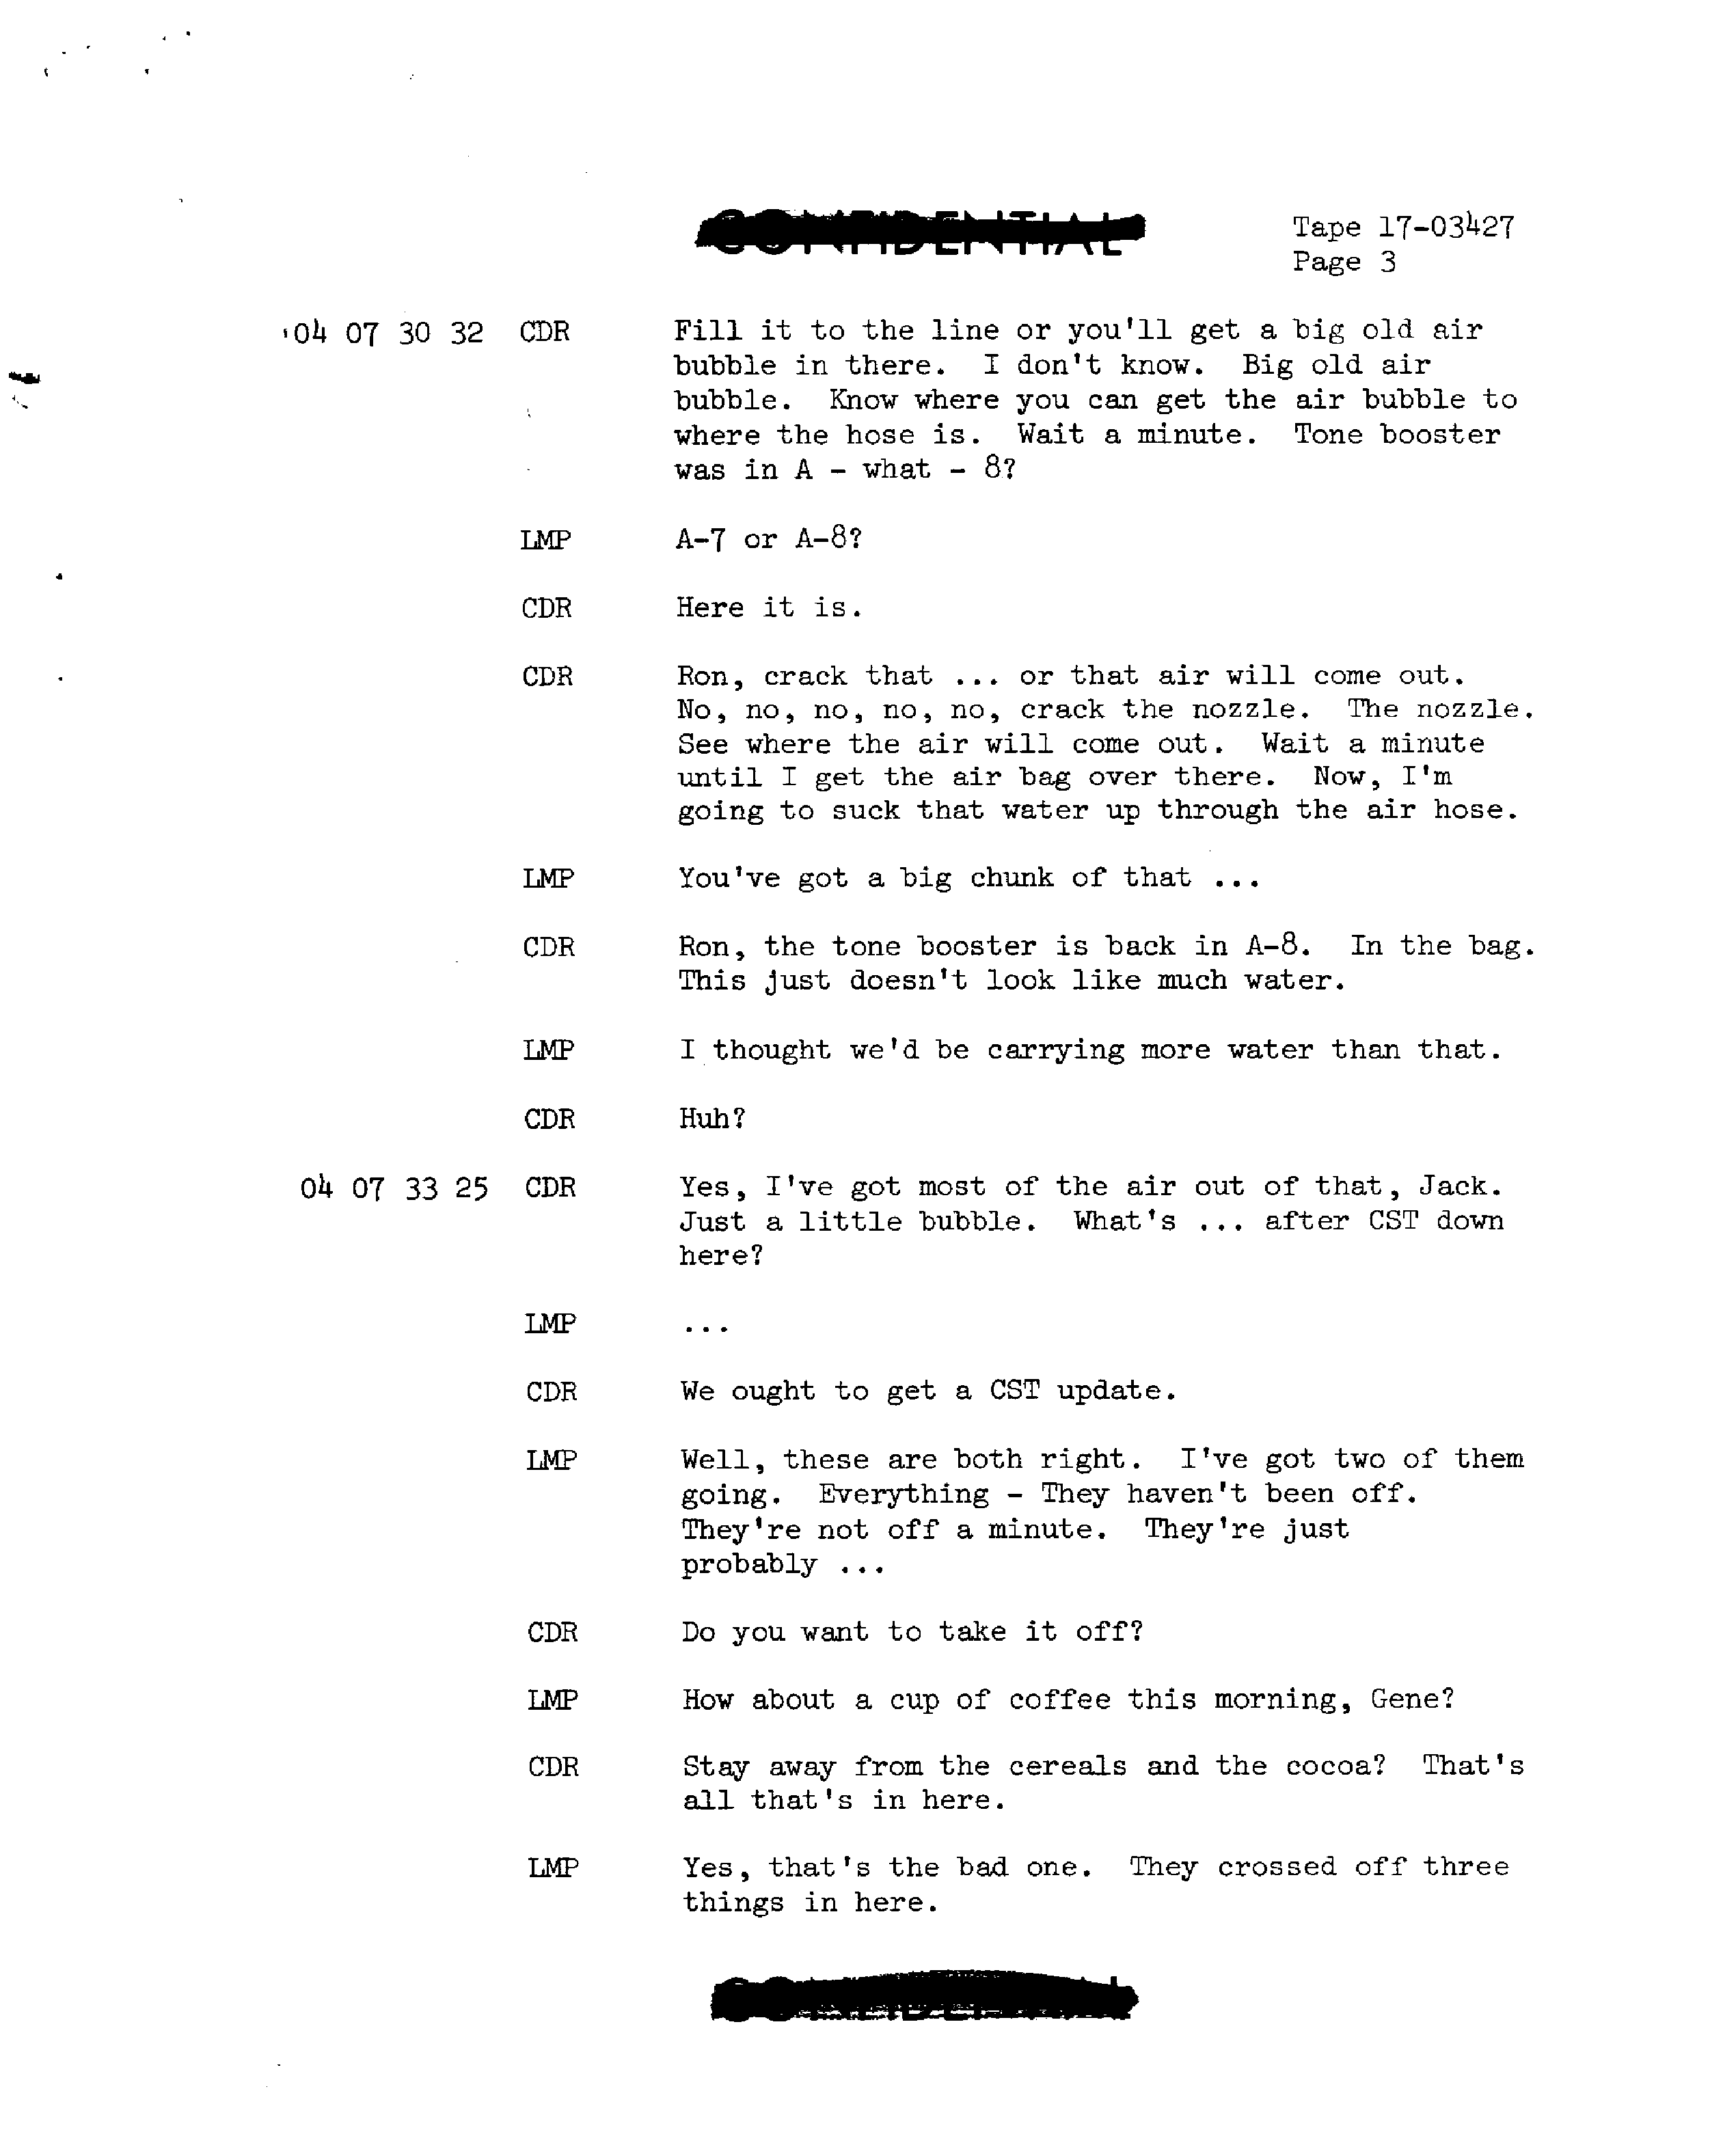 CONFIDENTIAL
Tape 17-03427
Page 3
04 07 30 32 CDR Fill it to the line or you'll get a big old air
bubble in there. I don't know. Big old air
bubble. Know where you can get the air bubble to
where the hose is. Wait a minute. Tone booster
was in A - what - 8?
LMP A-7 or A-8?
CDR Here it is.
CDR Ron, crack that ... or that air will come out.
No, no, no, no, no, crack the nozzle. The nozzle.
See where the air will come out. Wait a minute
until I get the air bag over there. Now, I'm
going to suck that water up through the air hose.
LMP You've got a big chunk of that ...
CDR Ron, the tone booster is back in A-8. In the bag.
This just doesn't look like much water.
LMP I thought we'd be carrying more water than that.
CDR Huh?
04 07 33 25 CDR Yes, I've got most of the air out of that, Jack.
Just a little bubble. What's ... after CST down
here?
LMP ...
CDR We ought to get a CST update.
LMP Well, these are both right. I've got two of them
going. Everything - They haven't been off.
They're not off a minute. They're just
probably ...
CDR Do you want to take it off?
LMP How about a cup of coffee this morning, Gene?
CDR Stay away from the cereals and the cocoa? That's
all that's in here.
LMP Yes, that's the bad one. They crossed off three
things in here.
CONFIDENTIAL